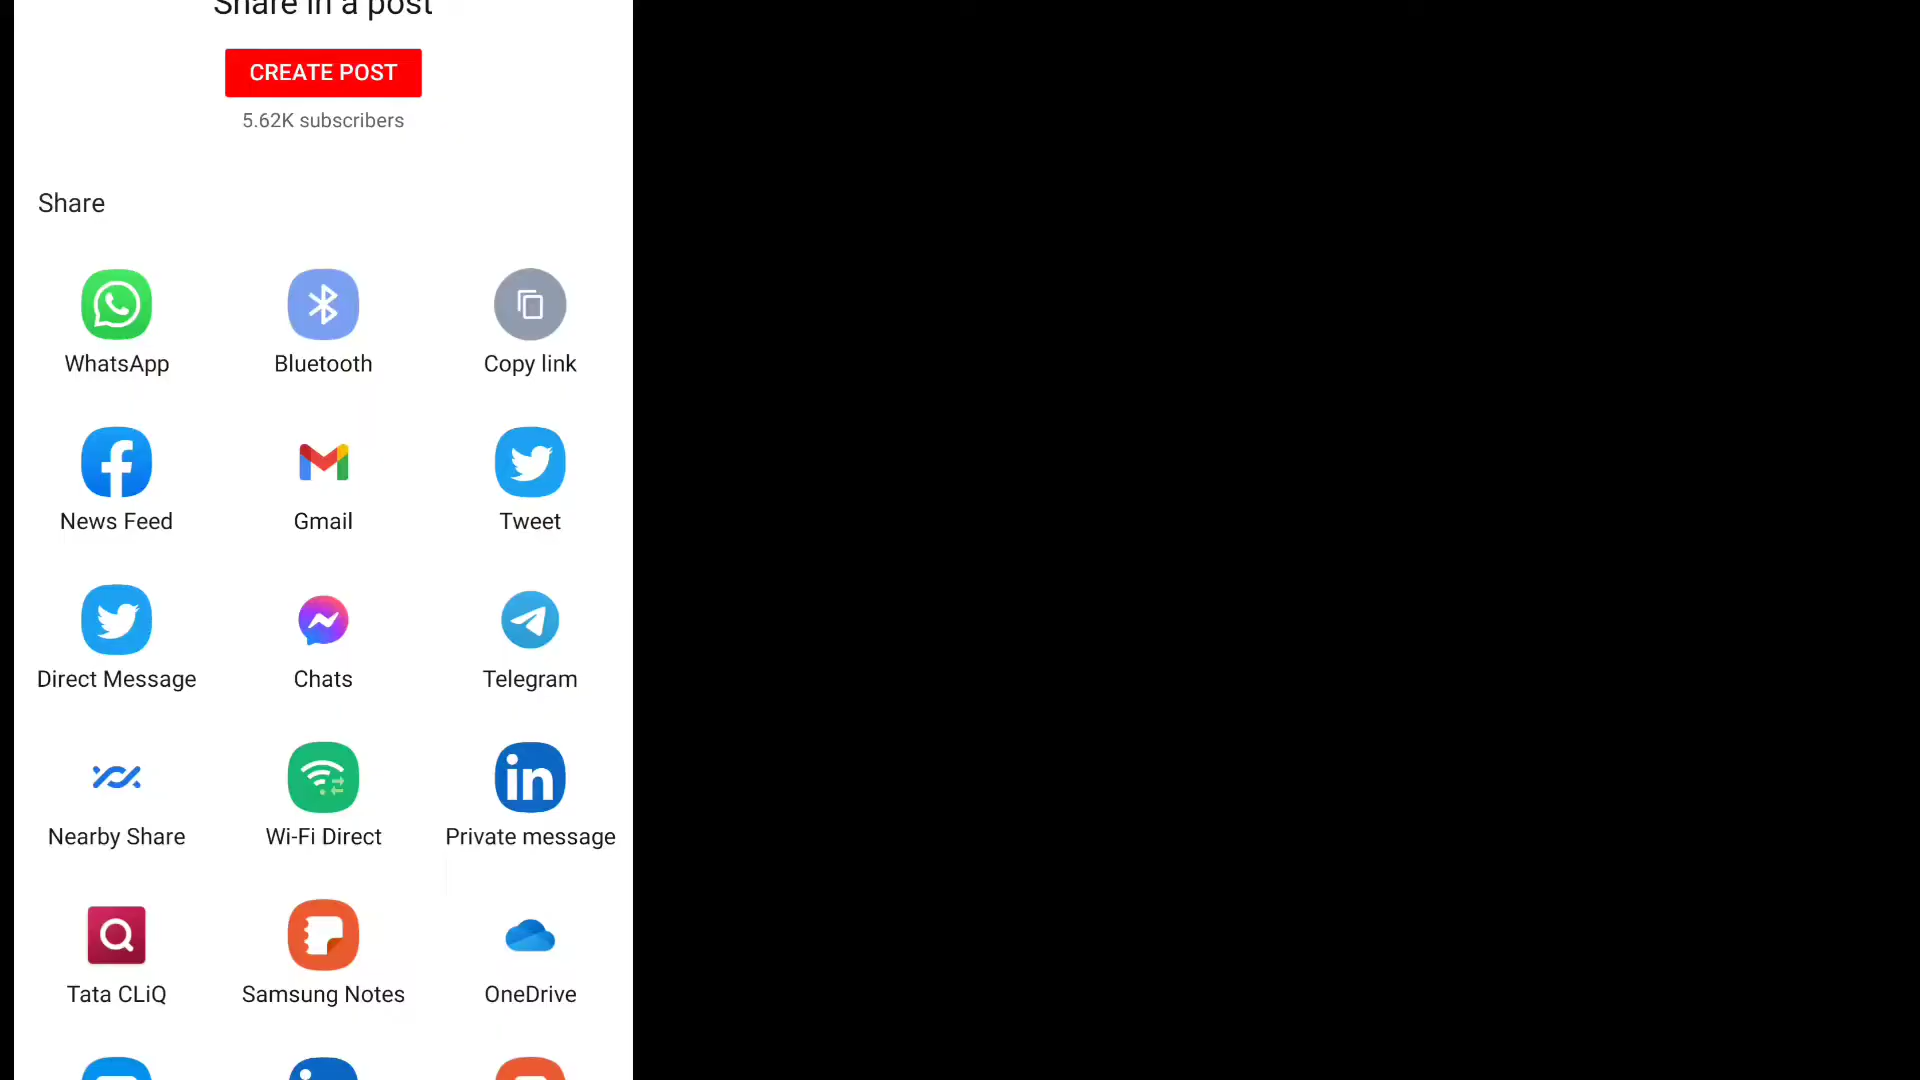 Share in a post
CREATE POST
5.62K subscribers
Share
WhatsApp
Bluetooth
Copy link
News Feed
Gmail
Tweet
Direct Message
Chats
Telegram
Nearby Share
Wi-Fi Direct
in
Private message
Tata CLiQ
Samsung Notes
OneDrive